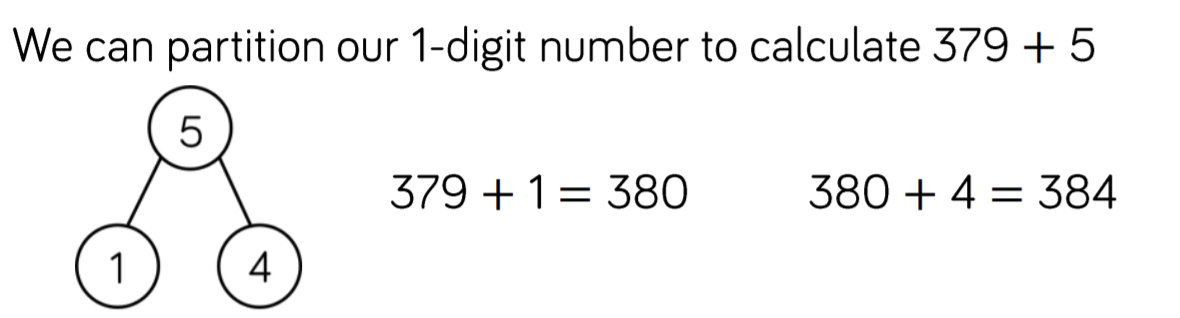 We can partition our 1-digit number to calculate 379 + 5
5
379 + 1 = 380
380 + 4 = 384
1
4